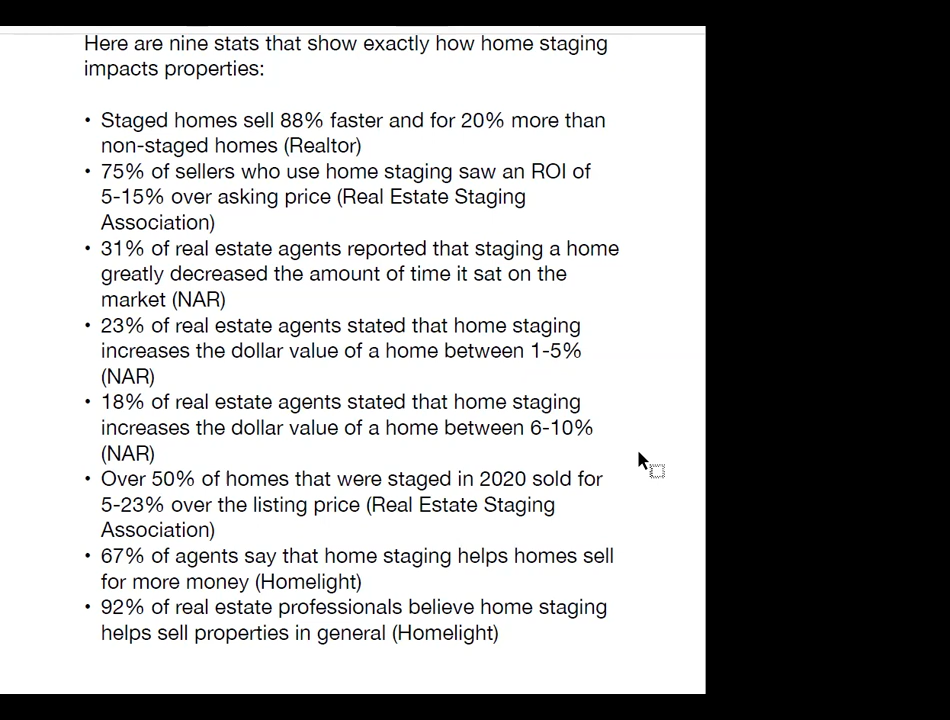 Here are nine stats that show exactly how home staging
impacts properties:
• Staged homes sell 88% faster and for 20% more than
non-staged homes (Realtor)
• 75% of sellers who use home staging saw an ROI of
5-15% over asking price (Real Estate Staging
Association)
• 31% of real estate agents reported that staging a home
greatly decreased the amount of time it sat on the
market (NAR)
• 23% of real estate agents stated that home staging
increases the dollar value of a home between 1-5%
(NAR)
• 18% of real estate agents stated that home staging
increases the dollar value of a home between 6-10%
(NAR)
• Over 50% of homes that were staged in 2020 sold for
5-23% over the listing price (Real Estate Staging
Association)
• 67% of agents say that home staging helps homes sell
for more money (Homelight)
• 92% of real estate professionals believe home staging
helps sell properties in general (Homelight)